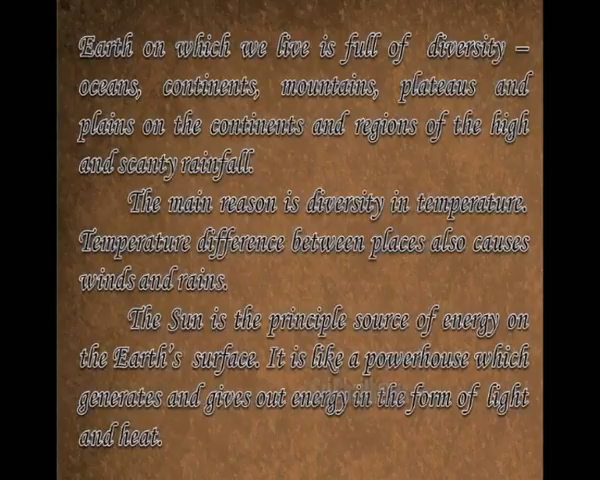 Earth on which we live is full of diversity –
oceans, continents, mountains, plateaus and
plains on the continents and regions of the high
and scanty rainfall.
The main reason is diversity in temperature.
Temperature difference between places also causes
winds and rains.
The Sun is the principle source of energy on
the Earth's surface. It is like a powerhouse which
generates and gives out energy in the form of light
and heat.